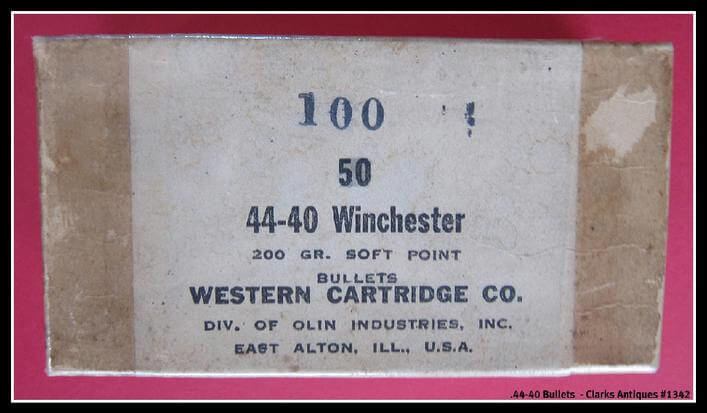 100
50
44-40 Winchester
200 GR. SOFT POINT
BULLETS
WESTERN CARTRIDGE CO.
DIV. OF OLIN INDUSTRIES, INC.
EAST ALTON, ILL., U.S.A.
.44-40 Bullets - Clarks Antiques #1342